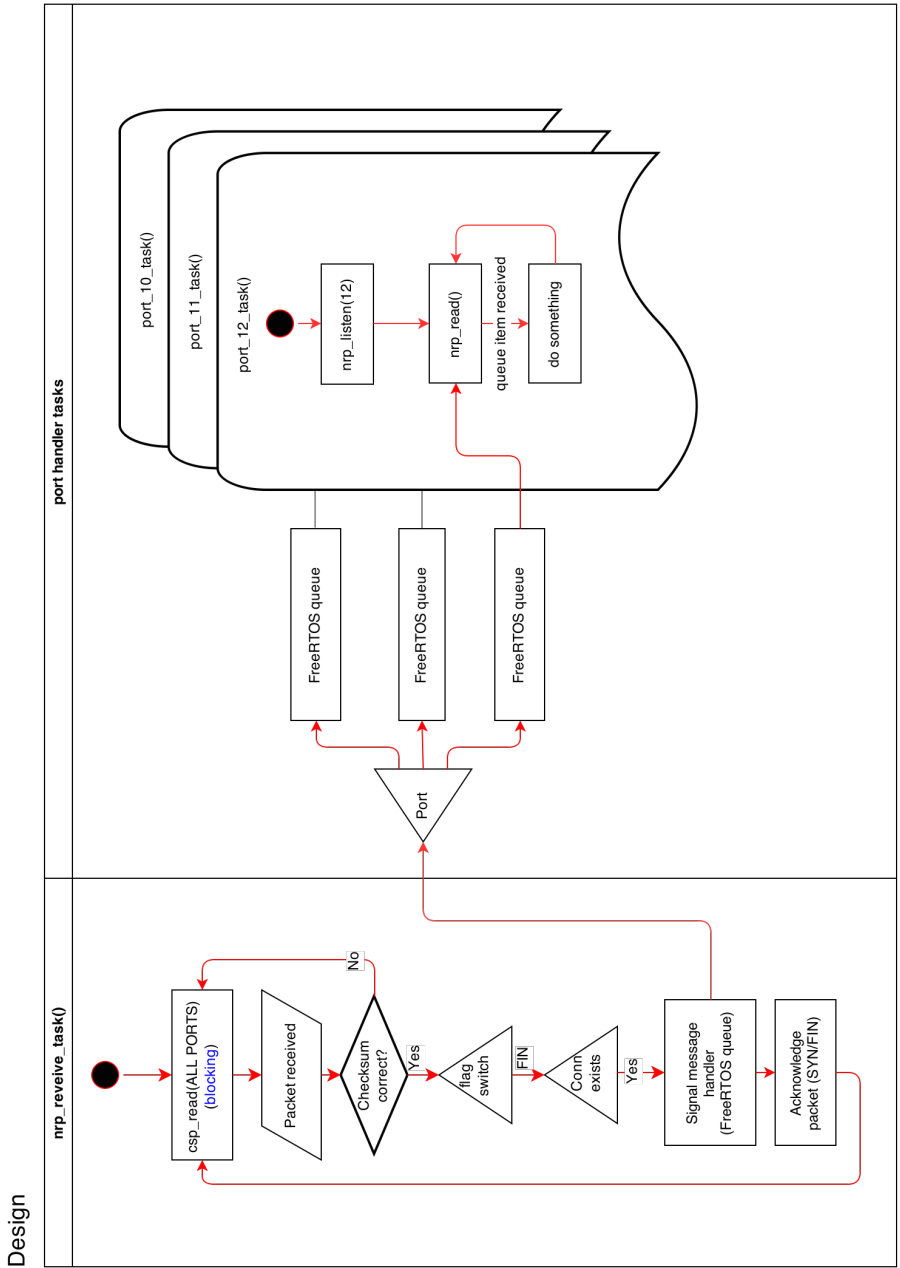 Design
nrp_reveive_task()
port handler tasks
csp_read(ALL PORTS)
(blocking)
Packet received
Checksum
correct?
No
Yes
flag
switch
FIN
Conn
exists
Yes
Signal message
handler
(FreeRTOS queue)
Acknowledge
packet (SYN/FIN)
Port
FreeRTOS queue
FreeRTOS queue
FreeRTOS queue
port_10_task()
port_11_task()
port_12_task()
nrp_listen(12)
nrp_read()
queue item received
do something